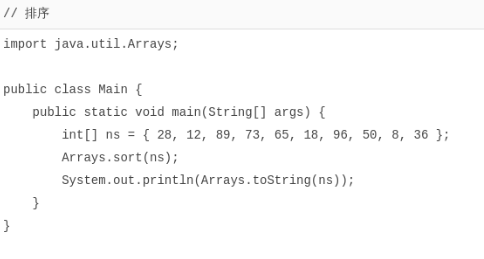 // 排序
import java.util.Arrays;
public class Main {
    public static void main(String[] args) {
        int[] ns = { 28, 12, 89, 73, 65, 18, 96, 50, 8, 36 };
        Arrays.sort(ns);
        System.out.println(Arrays.toString(ns));
    }
}